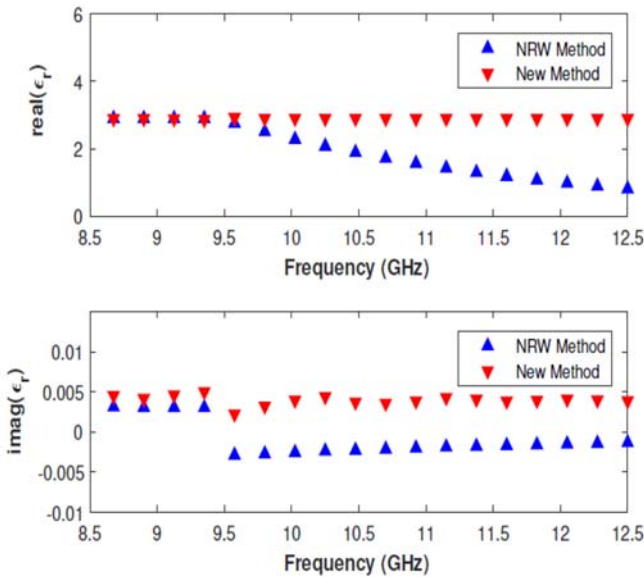 6
4
2
0
real(ϵr)
NRW Method
New Method
8.5 9 9.5 10 10.5 11 11.5 12 12.5
Frequency (GHz)
0.01
0.005
0
-0.005
-0.01
imag(ϵr)
NRW Method
New Method
8.5 9 9.5 10 10.5 11 11.5 12 12.5
Frequency (GHz)